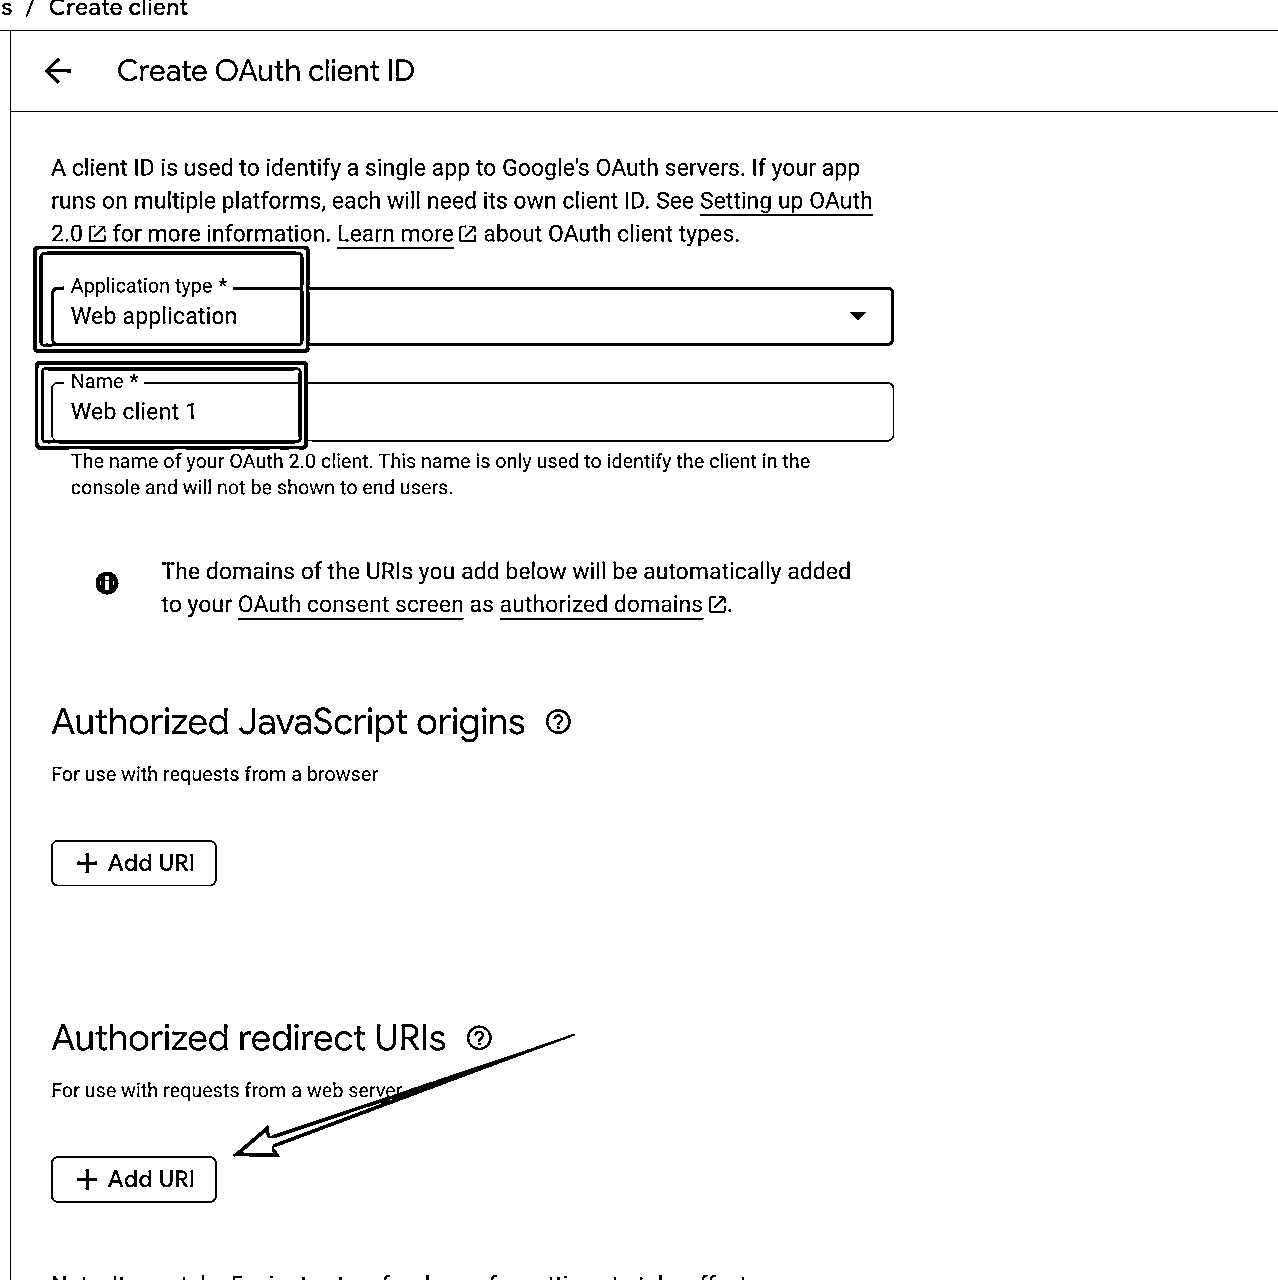 s / Create client
Create OAuth client ID
A client ID is used to identify a single app to Google's OAuth servers. If your app
runs on multiple platforms, each will need its own client ID. See Setting up OAuth
2.0 for more information. Learn more about OAuth client types.
Application type *
Web application
Name *
Web client 1
The name of your OAuth 2.0 client. This name is only used to identify the client in the
console and will not be shown to end users.
The domains of the URIs you add below will be automatically added
to your OAuth consent screen as authorized domains.
Authorized JavaScript origins
For use with requests from a browser
+ Add URI
Authorized redirect URIs
For use with requests from a web server
+ Add URI